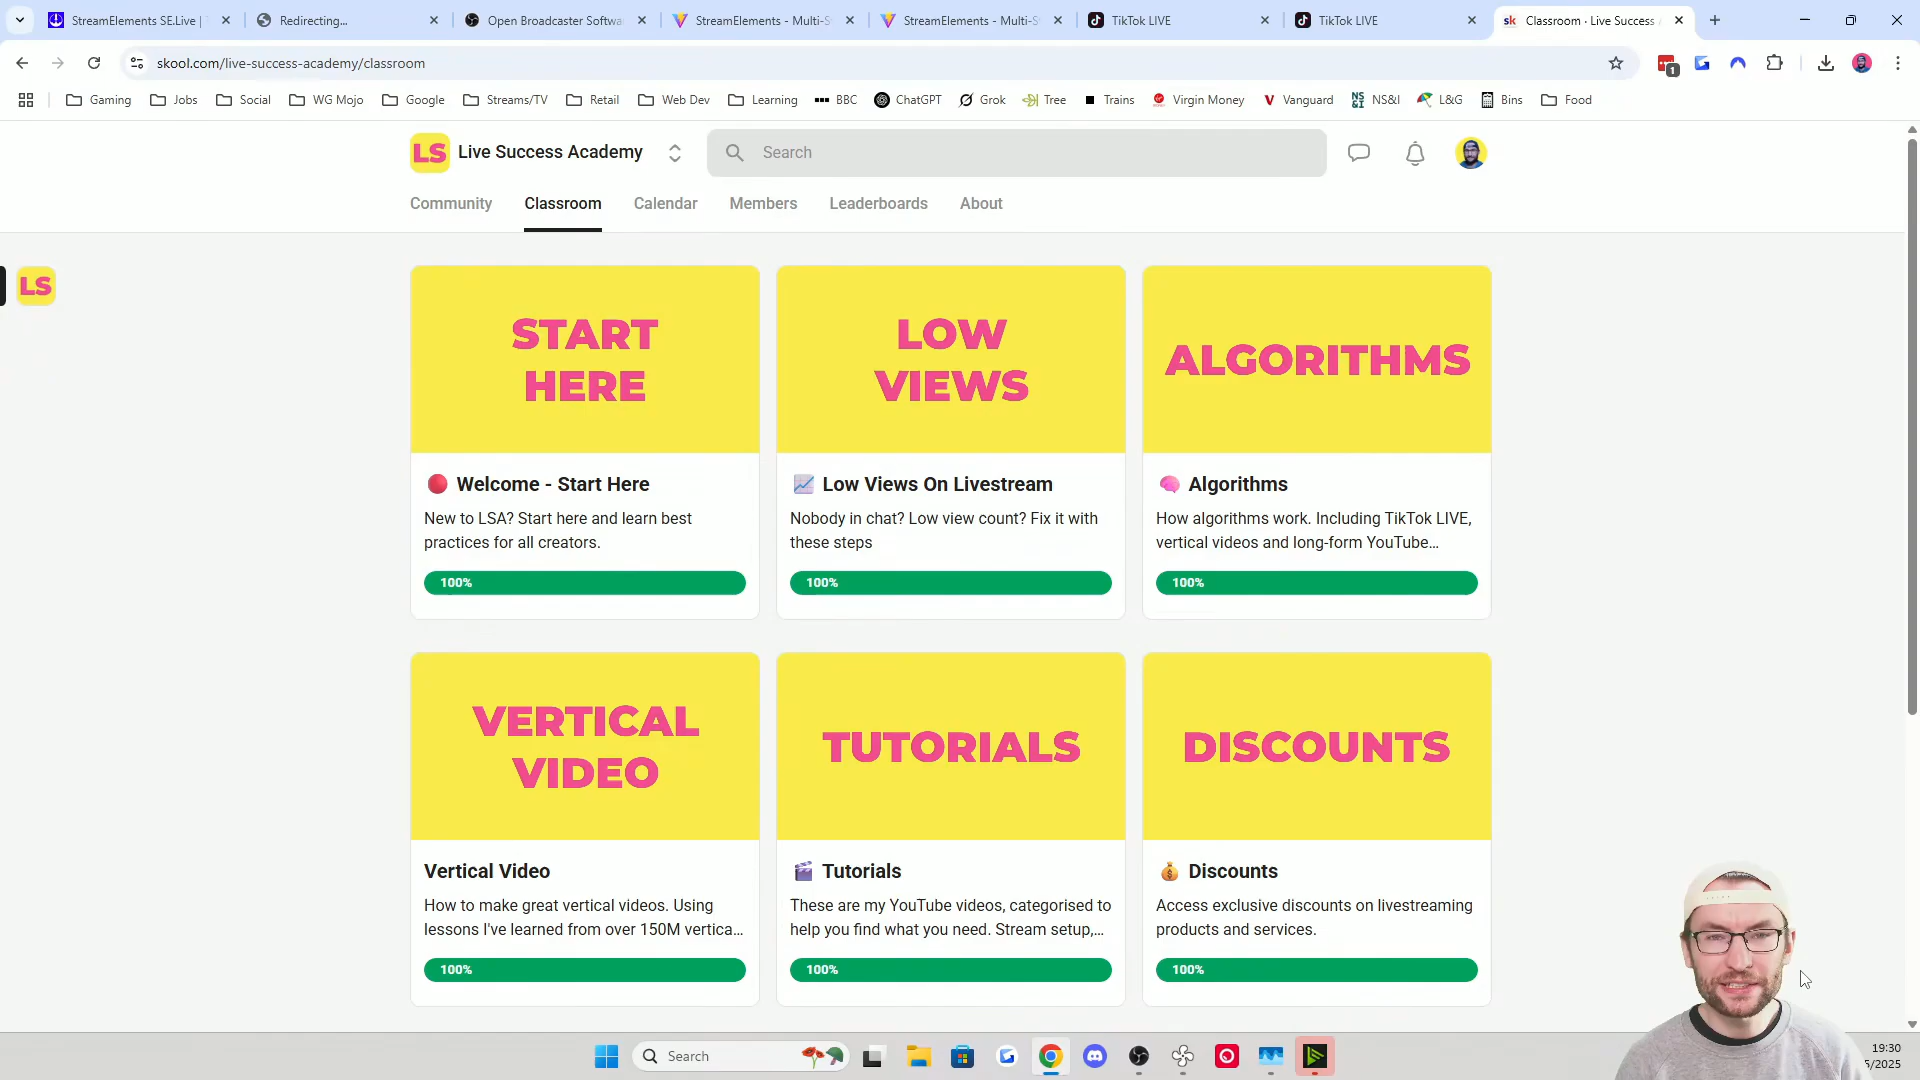 StreamElements SE.Live |
Redirecting...
Open Broadcaster Softwa
StreamElements - Multi-S
StreamElements - Multi-S
TikTok LIVE
TikTok LIVE
sk Classroom · Live Success
skool.com/live-success-academy/classroom
1
Gaming
Jobs
Social
WG Mojo
Google
Streams/TV
Retail
Web Dev
Learning
BBC
ChatGPT
Grok
Tree
Trains
Virgin Money
Vanguard
NS&I
L&G
Bins
Food
LS Live Success Academy
Search
Community
Classroom
Calendar
Members
Leaderboards
About
LS
START
HERE
Welcome - Start Here
New to LSA? Start here and learn best
practices for all creators.
100%
LOW
VIEWS
Low Views On Livestream
Nobody in chat? Low view count? Fix it with
these steps
100%
ALGORITHMS
Algorithms
How algorithms work. Including TikTok LIVE,
vertical videos and long-form YouTube...
100%
VERTICAL
VIDEO
Vertical Video
How to make great vertical videos. Using
lessons I've learned from over 150M vertica...
100%
TUTORIALS
Tutorials
These are my YouTube videos, categorised to
help you find what you need. Stream setup,...
100%
DISCOUNTS
Discounts
Access exclusive discounts on livestreaming
products and services.
100%
Search
19:30
5/2025